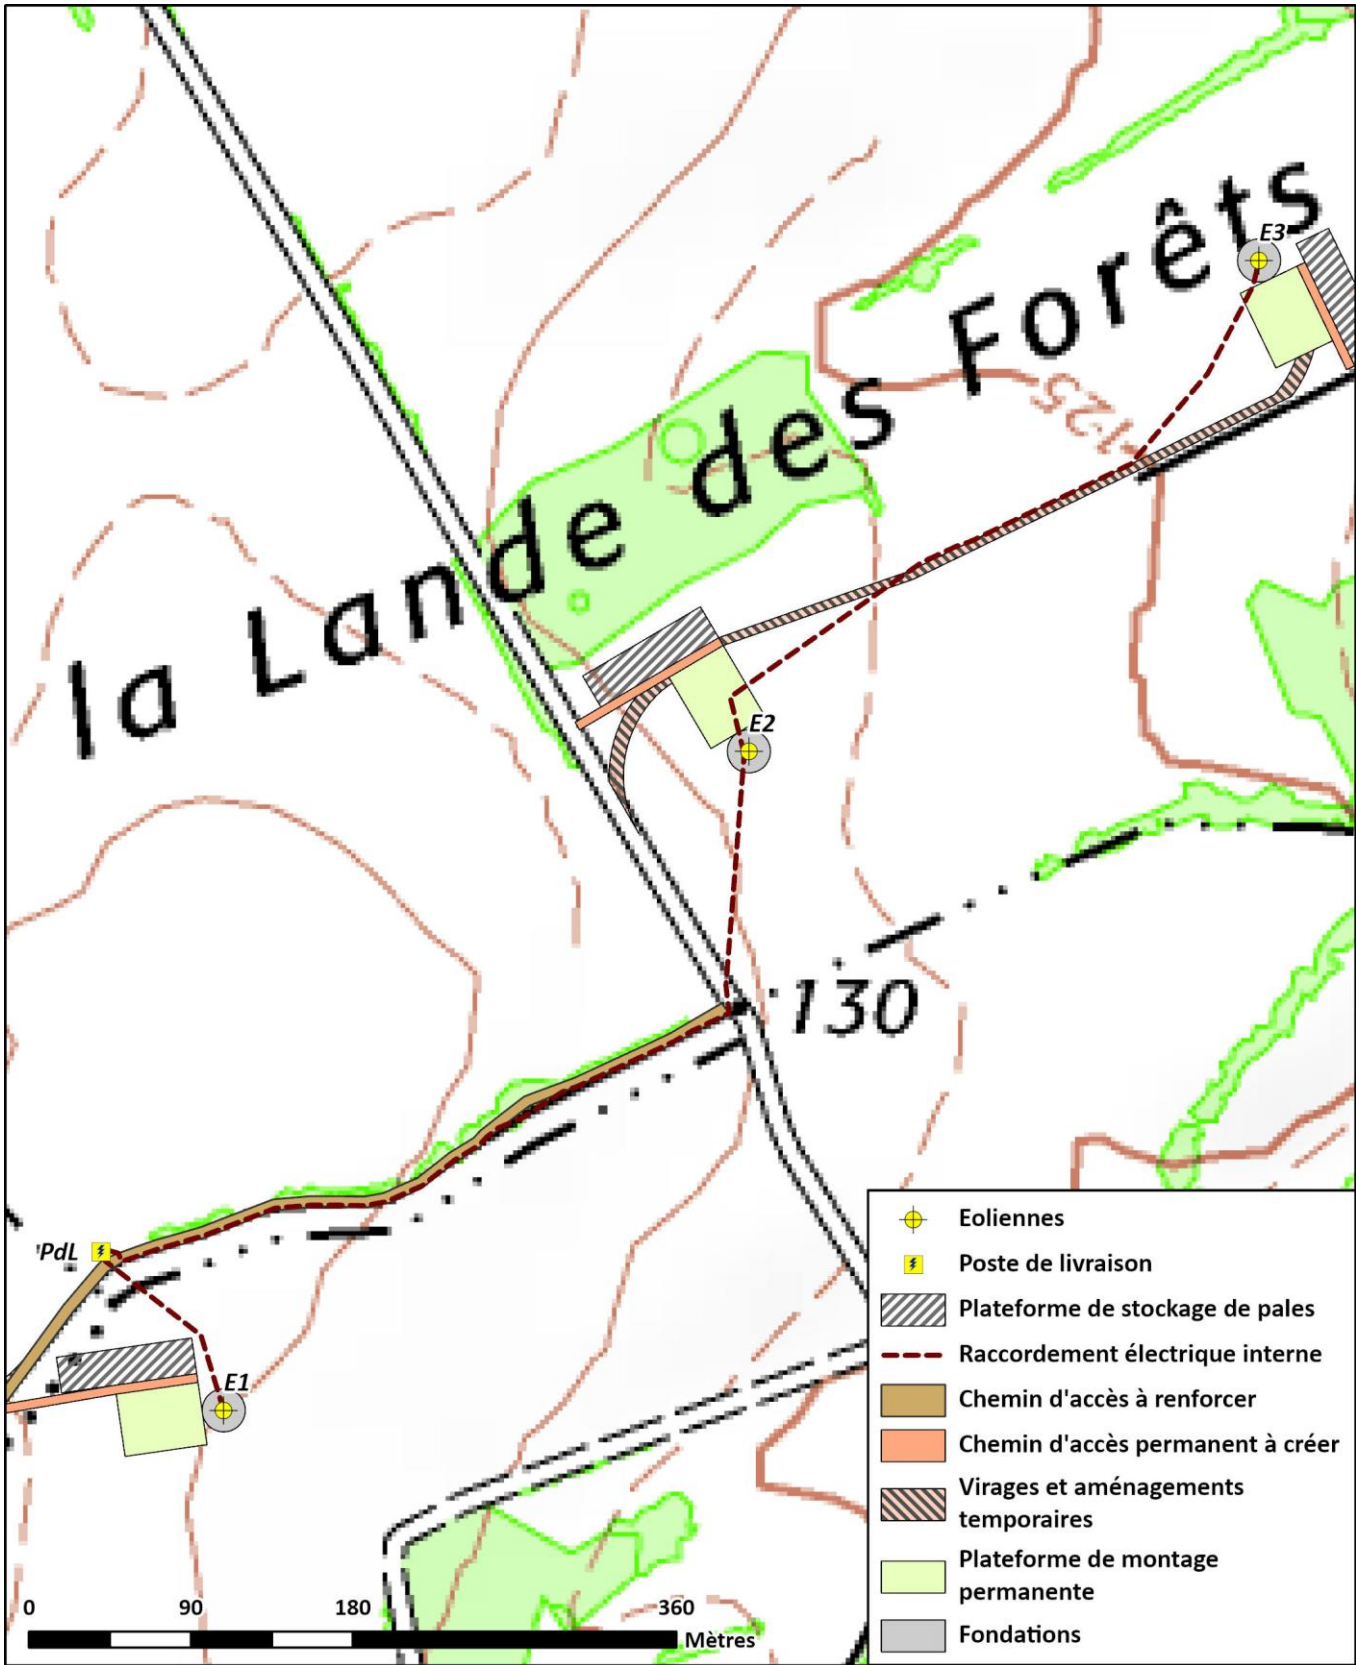 la Lande des Forêts
E3
-125
E2
130
'PdL
E1
Eoliennes
Poste de livraison
Plateforme de stockage de pales
Raccordement électrique interne
Chemin d'accès à renforcer
Chemin d'accès permanent à créer
Virages et aménagements
temporaires
Plateforme de montage
permanente
Fondations
0 90 180 360
Mètres